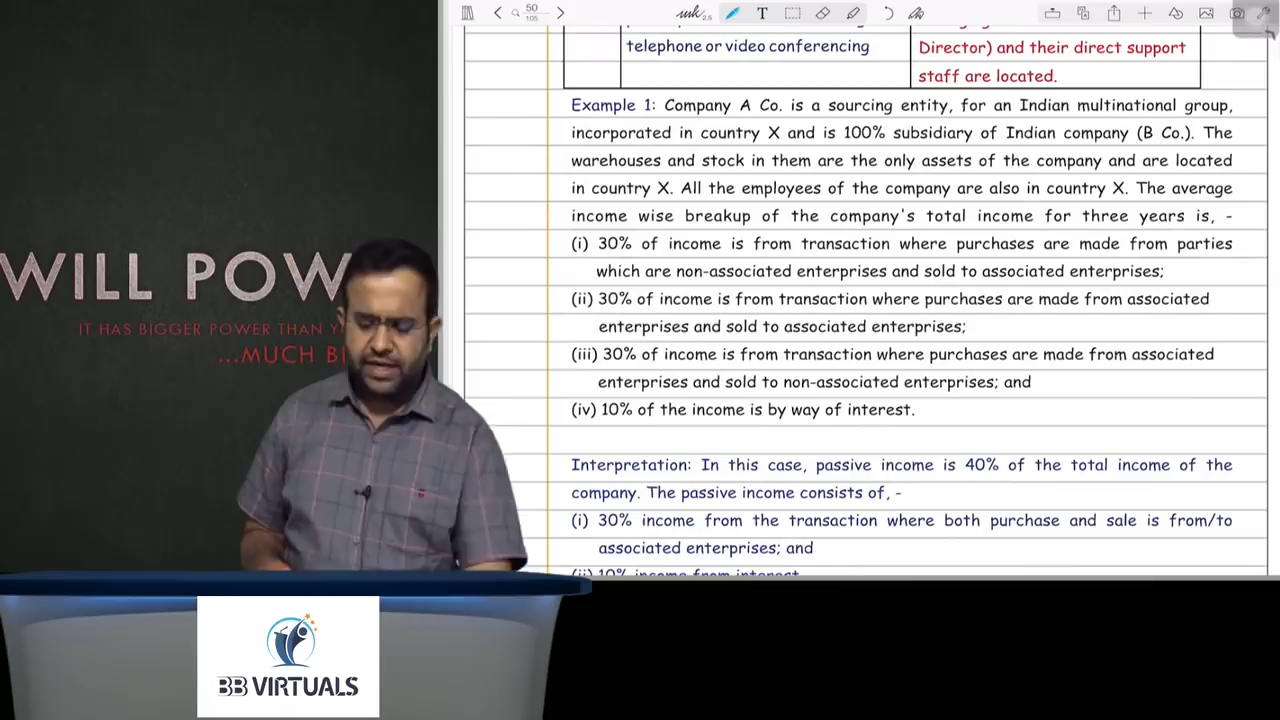 50
105
2.5
T
telephone or video conferencing
Director) and their direct support
staff are located.
Example 1: Company A Co. is a sourcing entity, for an Indian multinational group,
incorporated in country X and is 100% subsidiary of Indian company (B Co.). The
warehouses and stock in them are the only assets of the company and are located
in country X. All the employees of the company are also in country X. The average
income wise breakup of the company's total income for three years is, -
(i) 30% of income is from transaction where purchases are made from parties
which are non-associated enterprises and sold to associated enterprises;
(ii) 30% of income is from transaction where purchases are made from associated
enterprises and sold to associated enterprises;
(iii) 30% of income is from transaction where purchases are made from associated
enterprises and sold to non-associated enterprises; and
(iv) 10% of the income is by way of interest.
Interpretation: In this case, passive income is 40% of the total income of the
company. The passive income consists of, -
(i) 30% income from the transaction where both purchase and sale is from/to
associated enterprises; and
(ii) 10% income from interest
WILL POW
IT HAS BIGGER POWER THAN Y
...MUCH BI
BB VIRTUALS